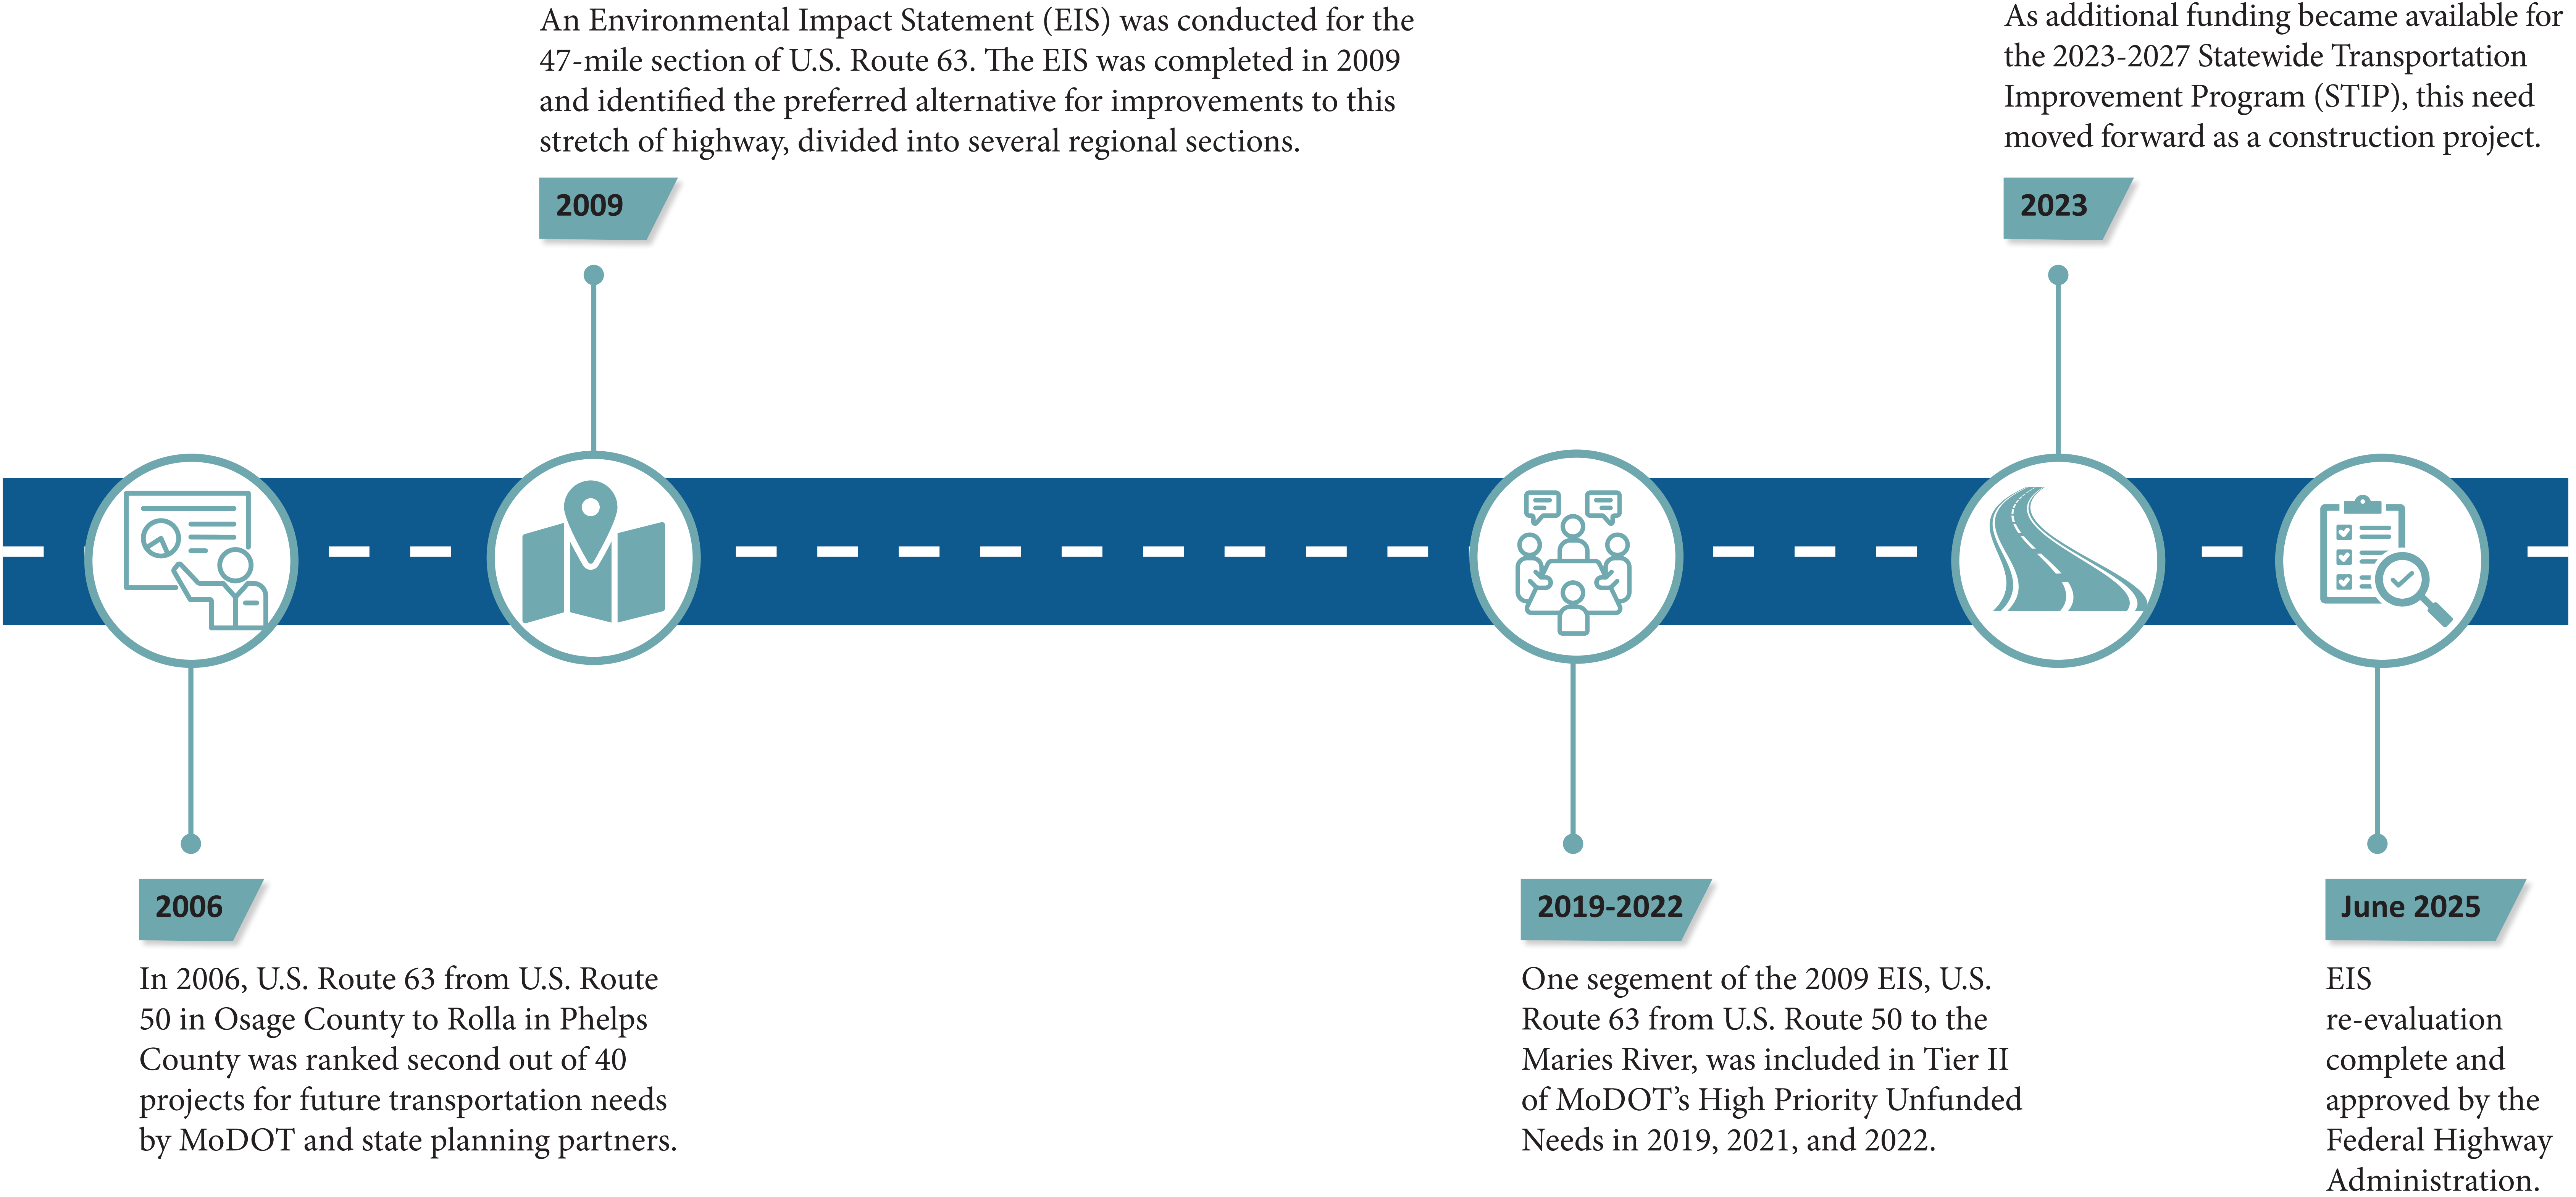 An Environmental Impact Statement (EIS) was conducted for the
47-mile section of U.S. Route 63. The EIS was completed in 2009
and identified the preferred alternative for improvements to this
stretch of highway, divided into several regional sections.
2009
As additional funding became available for
the 2023-2027 Statewide Transportation
Improvement Program (STIP), this need
moved forward as a construction project.
2023
2006
In 2006, U.S. Route 63 from U.S. Route
50 in Osage County to Rolla in Phelps
County was ranked second out of 40
projects for future transportation needs
by MoDOT and state planning partners.
2019-2022
One segement of the 2009 EIS, U.S.
Route 63 from U.S. Route 50 to the
Maries River, was included in Tier II
of MoDOT’s High Priority Unfunded
Needs in 2019, 2021, and 2022.
June 2025
EIS
re-evaluation
complete and
approved by the
Federal Highway
Administration.